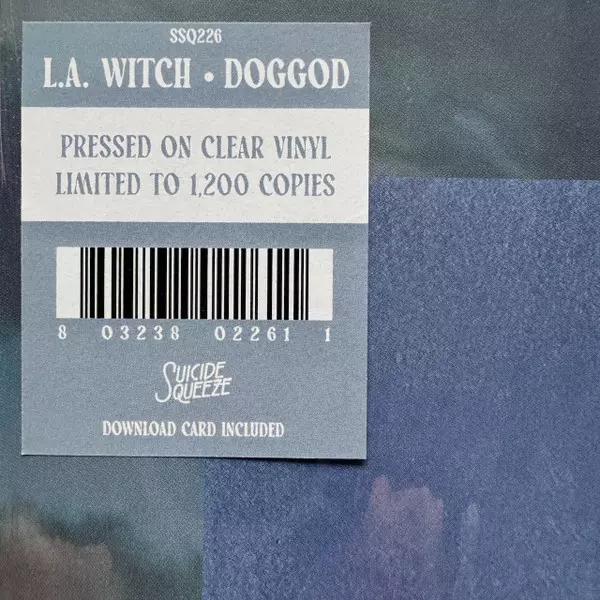 SSQ226
L.A. WITCH • DOGGOD
PRESSED ON CLEAR VINYL
LIMITED TO 1,200 COPIES
8 03238 02261 1
SUICIDE
SQUEEZE
DOWNLOAD CARD INCLUDED